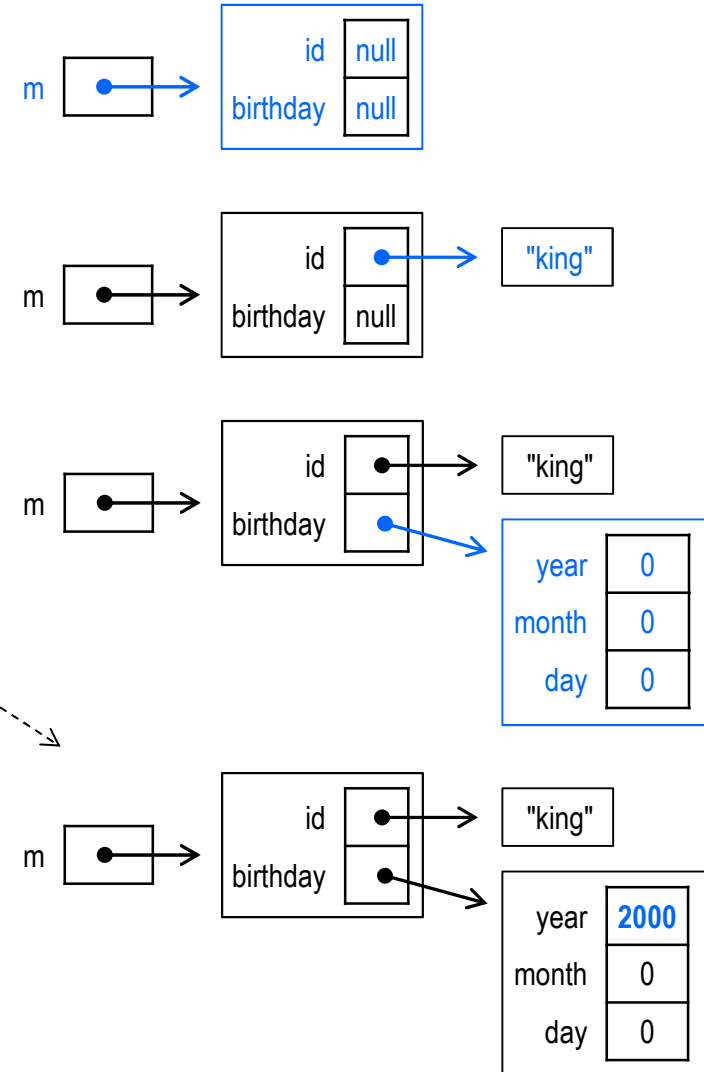 id null
m
birthday null
id "king"
m
birthday null
id "king"
m
birthday
year 0
month 0
day 0
id "king"
m
birthday
year 2000
month 0
day 0